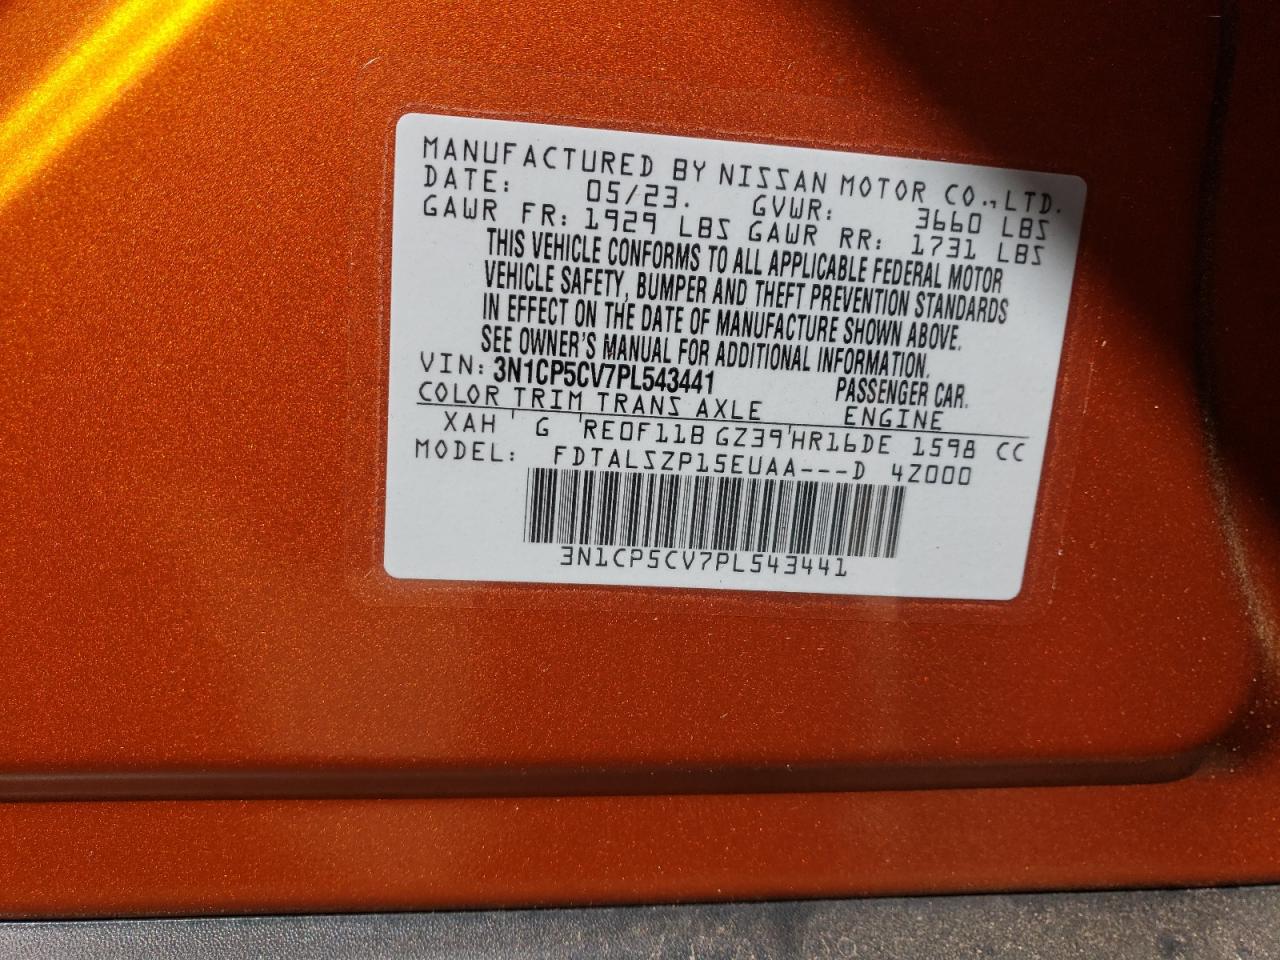 MANUFACTURED BY NISSAN MOTOR CO.,LTD.
DATE: 05/23. GVWR: 3660 LBS
GAWR FR: 1929 LBS GAWR RR: 1731 LBS
THIS VEHICLE CONFORMS TO ALL APPLICABLE FEDERAL MOTOR
VEHICLE SAFETY, BUMPER AND THEFT PREVENTION STANDARDS
IN EFFECT ON THE DATE OF MANUFACTURE SHOWN ABOVE.
SEE OWNER'S MANUAL FOR ADDITIONAL INFORMATION.
VIN: 3N1CP5CV7PL543441 PASSENGER CAR.
COLOR TRIM TRANS AXLE ENGINE
XAH ' G 'RE0F11B GZ39'HR16DE 1598 CC
MODEL: FDTALSZP15EUAA---D 4Z000
3N1CP5CV7PL543441